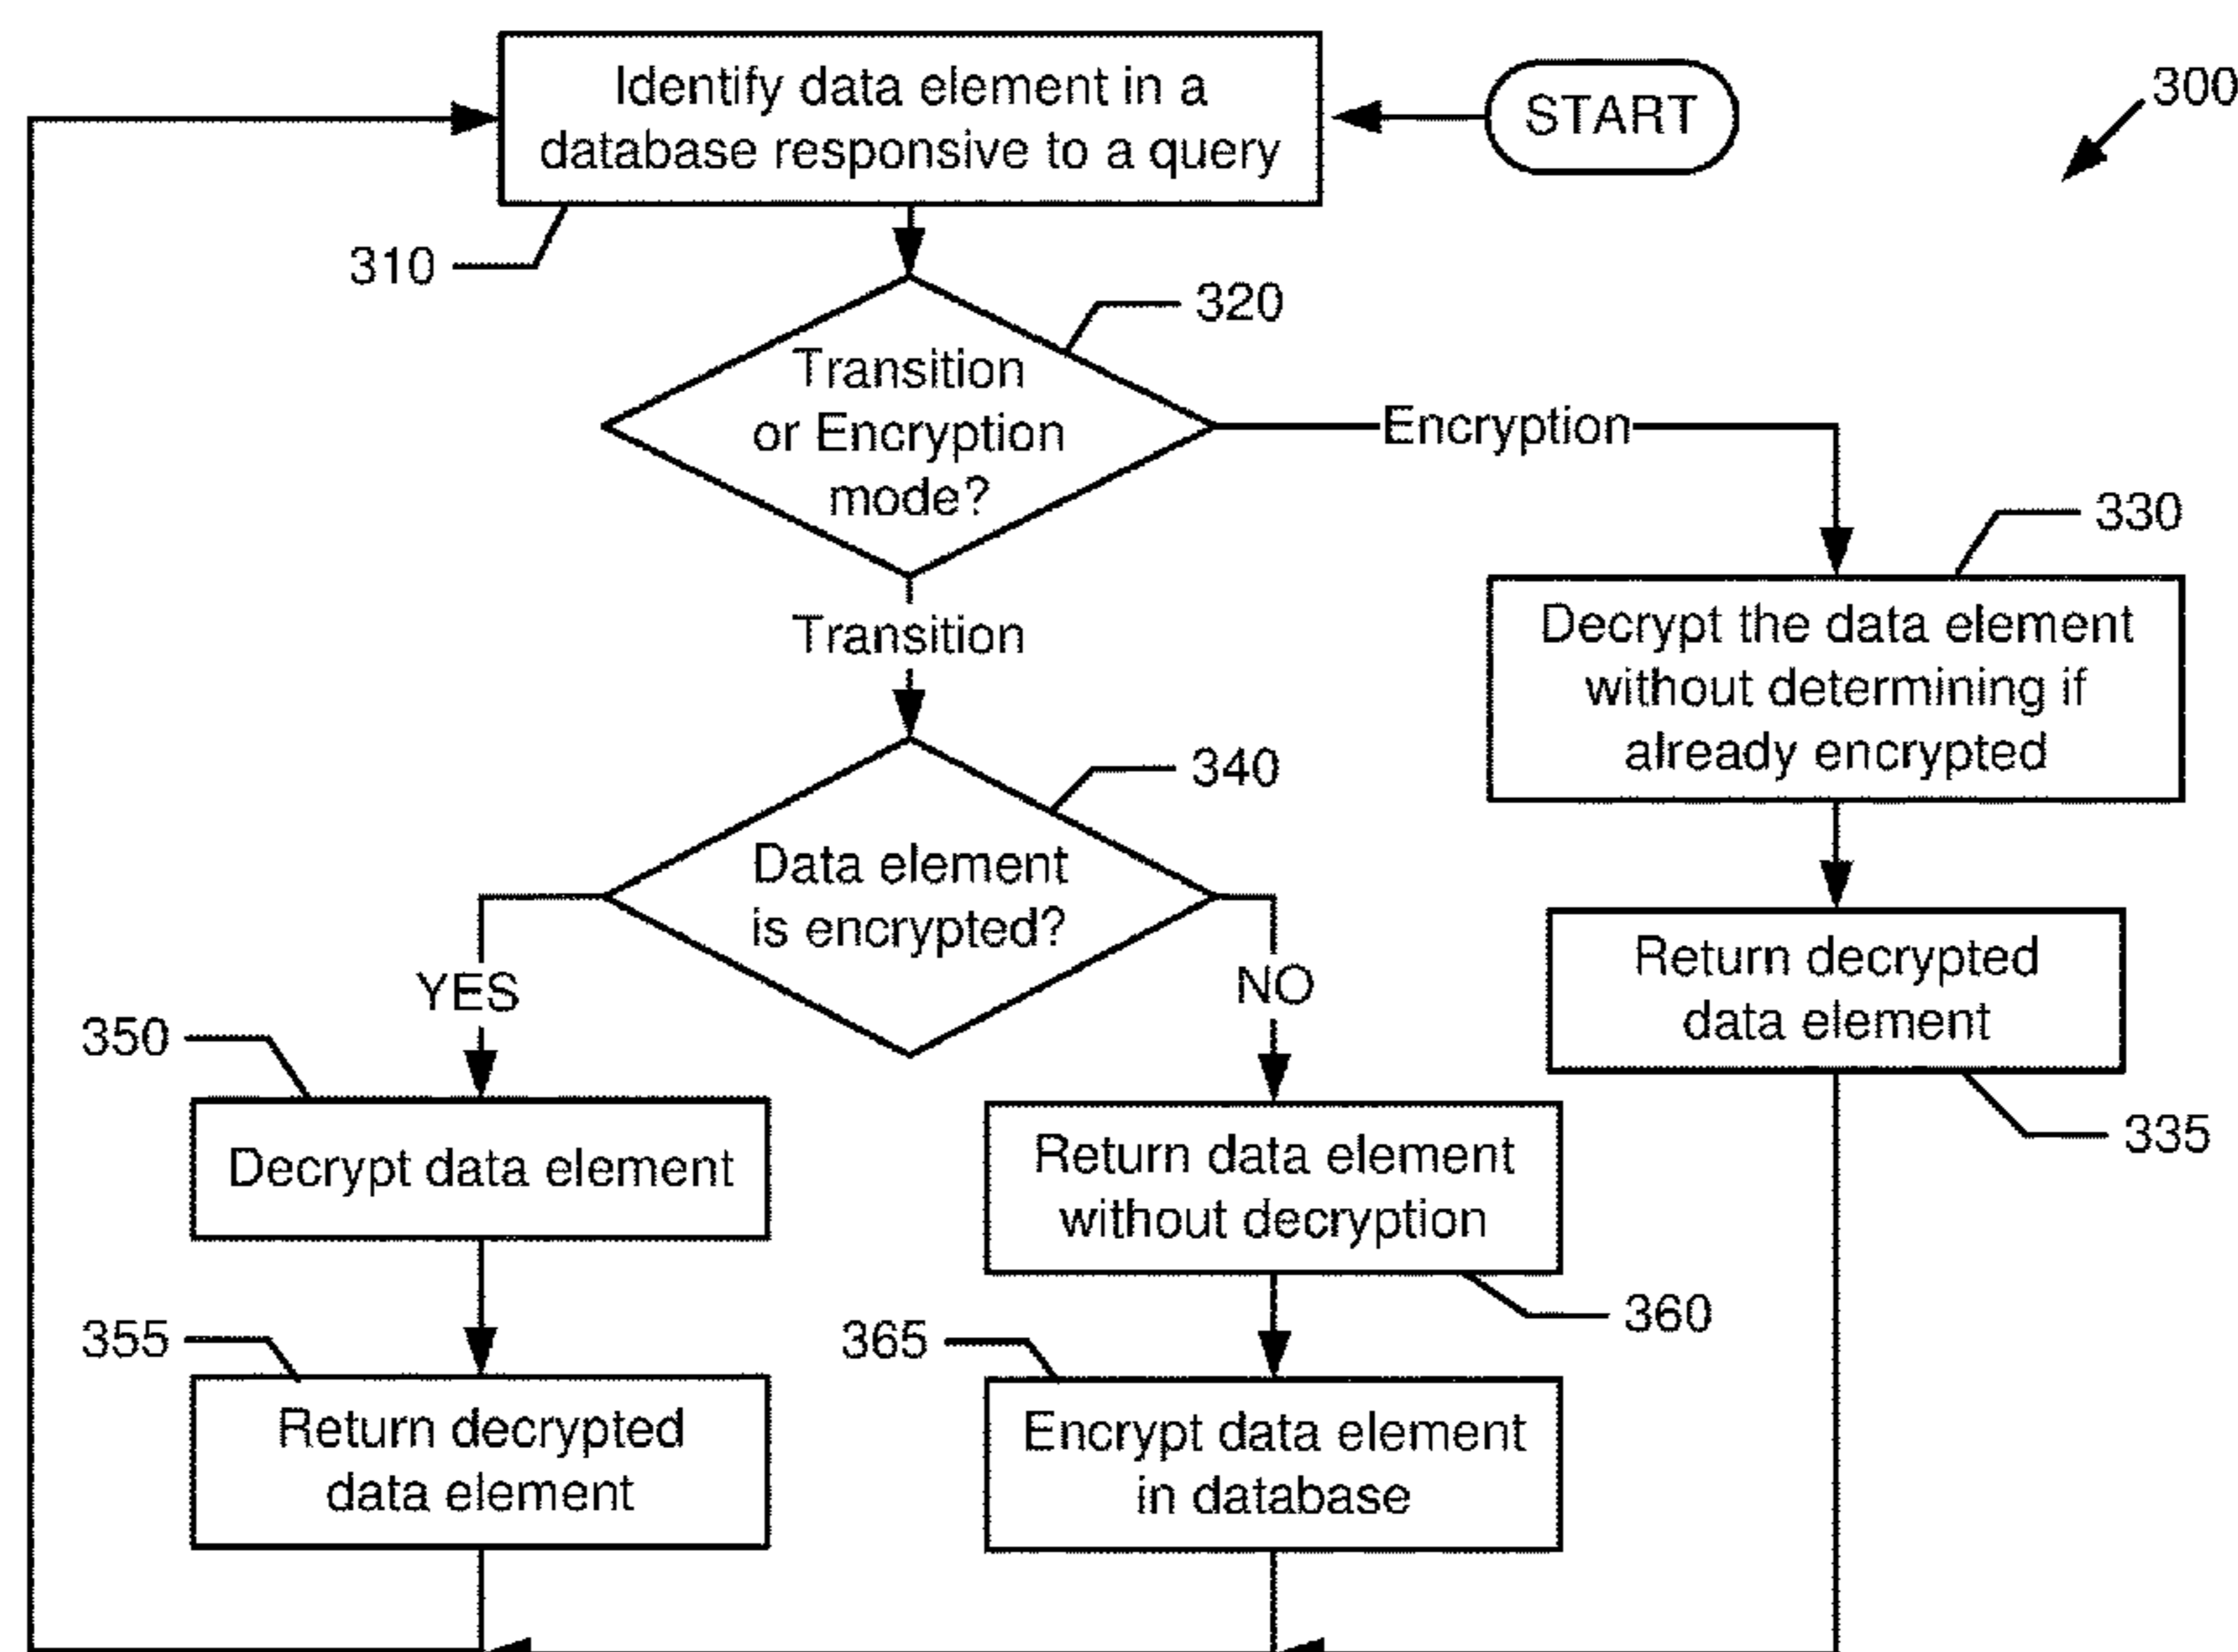 Identify data element in a
database responsive to a query
START
300
310
320
Transition
or Encryption
mode?
Encryption
330
Transition
Decrypt the data element
without determining if
already encrypted
340
Data element
is encrypted?
Return decrypted
data element
YES
NO
350
335
Decrypt data element
Return data element
without decryption
360
355
365
Return decrypted
data element
Encrypt data element
in database